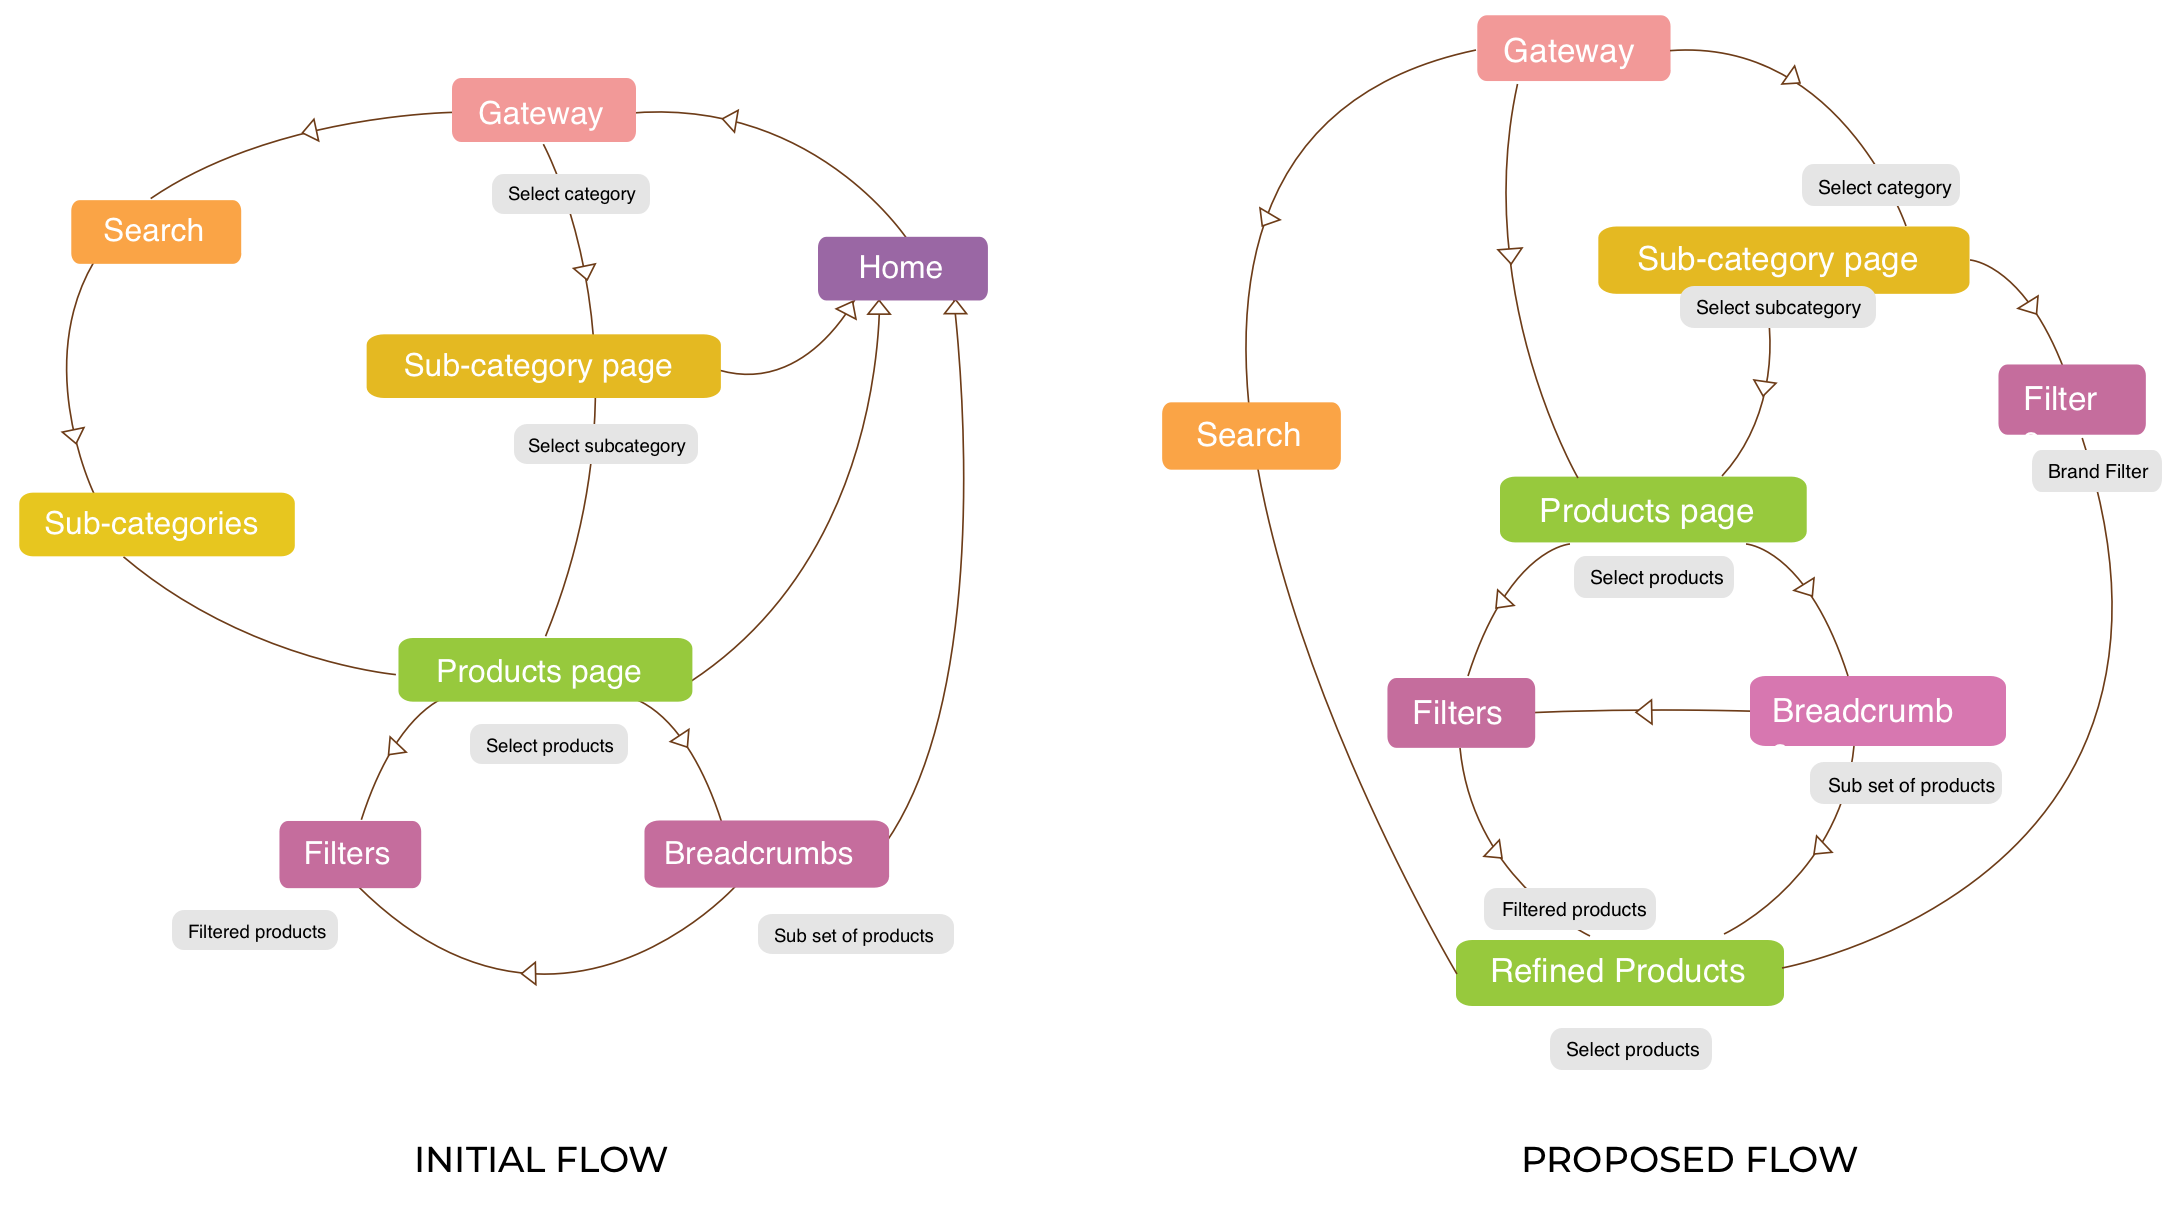 Gateway
Select category
Search
Home
Sub-category page
Select subcategory
Sub-categories
Products page
Select products
Filters
Breadcrumbs
Filtered products
Sub set of products
INITIAL FLOW
Gateway
Select category
Sub-category page
Select subcategory
Filter
Search
Brand Filter
Products page
Select products
Filters
Breadcrumb
Sub set of products
Filtered products
Refined Products
Select products
PROPOSED FLOW